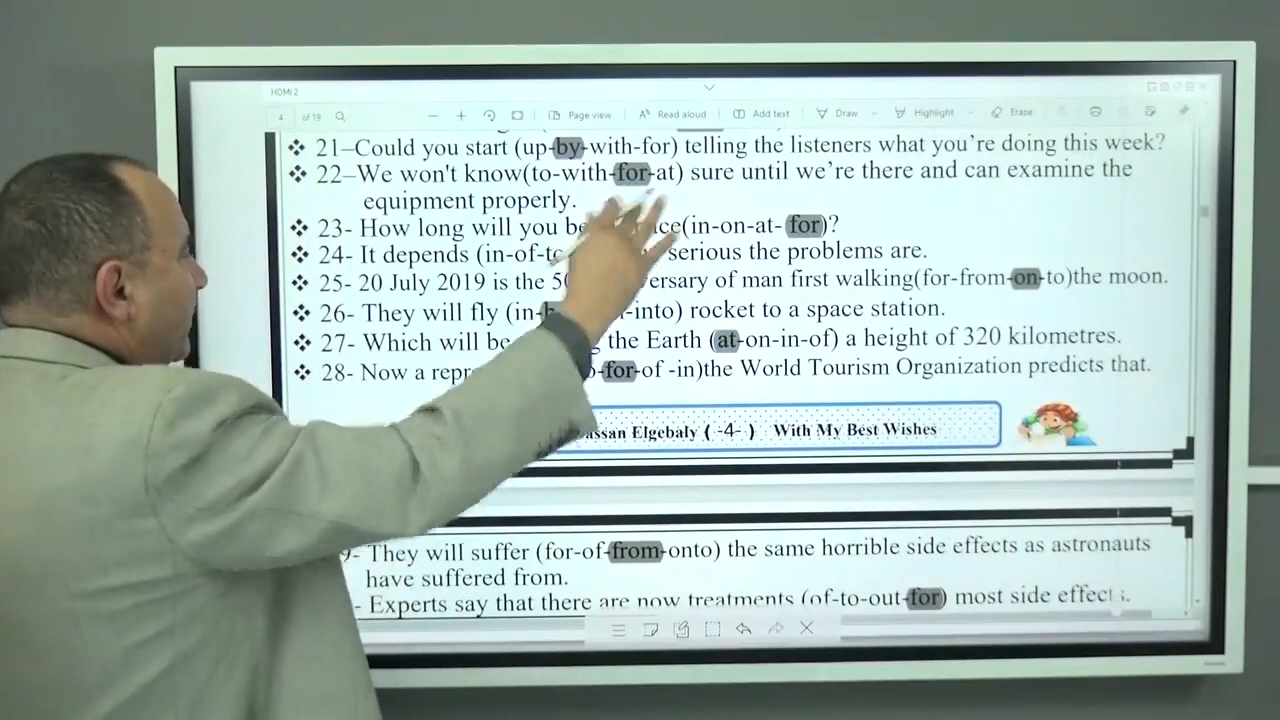 HDMI 2
4 of 19 Page view Read aloud Add text Draw Highlight Erase
❖ 21–Could you start (up-by-with-for) telling the listeners what you're doing this week?
❖ 22–We won't know(to-with-for-at) sure until we're there and can examine the
equipment properly.
❖ 23- How long will you be (in-on-at- for)?
❖ 24- It depends (in-of- serious the problems are.
❖ 25- 20 July 2019 is the of man first walking(for-from-on-to)the moon.
❖ 26- They will fly (in- -into) rocket to a space station.
❖ 27- Which will be the Earth (at-on-in-of) a height of 320 kilometres.
❖ 28- Now a -for-of -in)the World Tourism Organization predicts that.
Elgebaly ( -4- ) With My Best Wishes
- They will suffer (for-of-from-onto) the same horrible side effects as astronauts
have suffered from.
- Experts say that there are now treatments (of-to-out-for) most side effects.